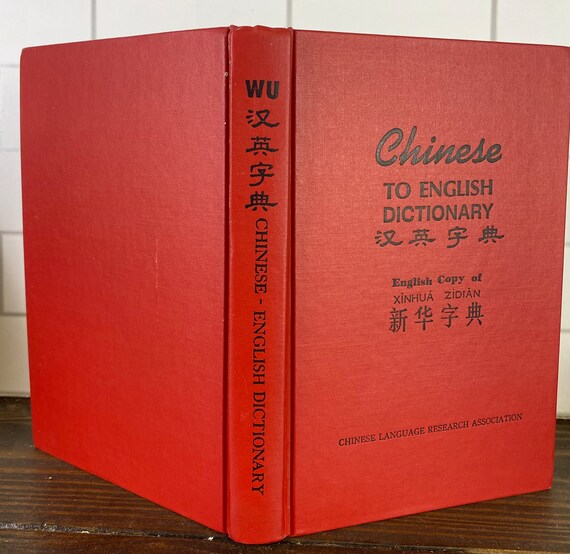 WU
汉英字典
CHINESE - ENGLISH DICTIONARY
Chinese
TO ENGLISH
DICTIONARY
汉英字典
English Copy of
XĪNHUÁ ZÌDIǍN
新华字典
CHINESE LANGUAGE RESEARCH ASSOCIATION